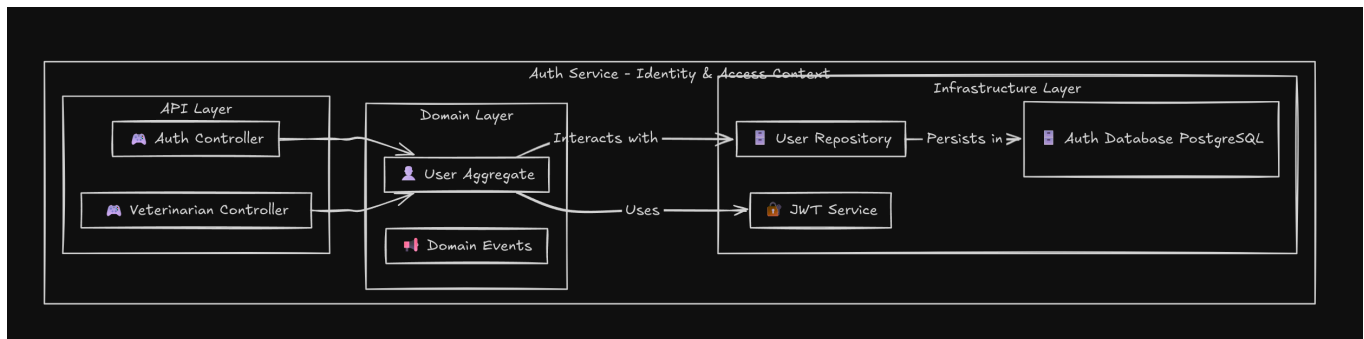 Auth Service - Identity & Access Context
API Layer
Auth Controller
Veterinarian Controller
Domain Layer
User Aggregate
Domain Events
Interacts with
Uses
Infrastructure Layer
User Repository
Persists in
Auth Database PostgreSQL
JWT Service